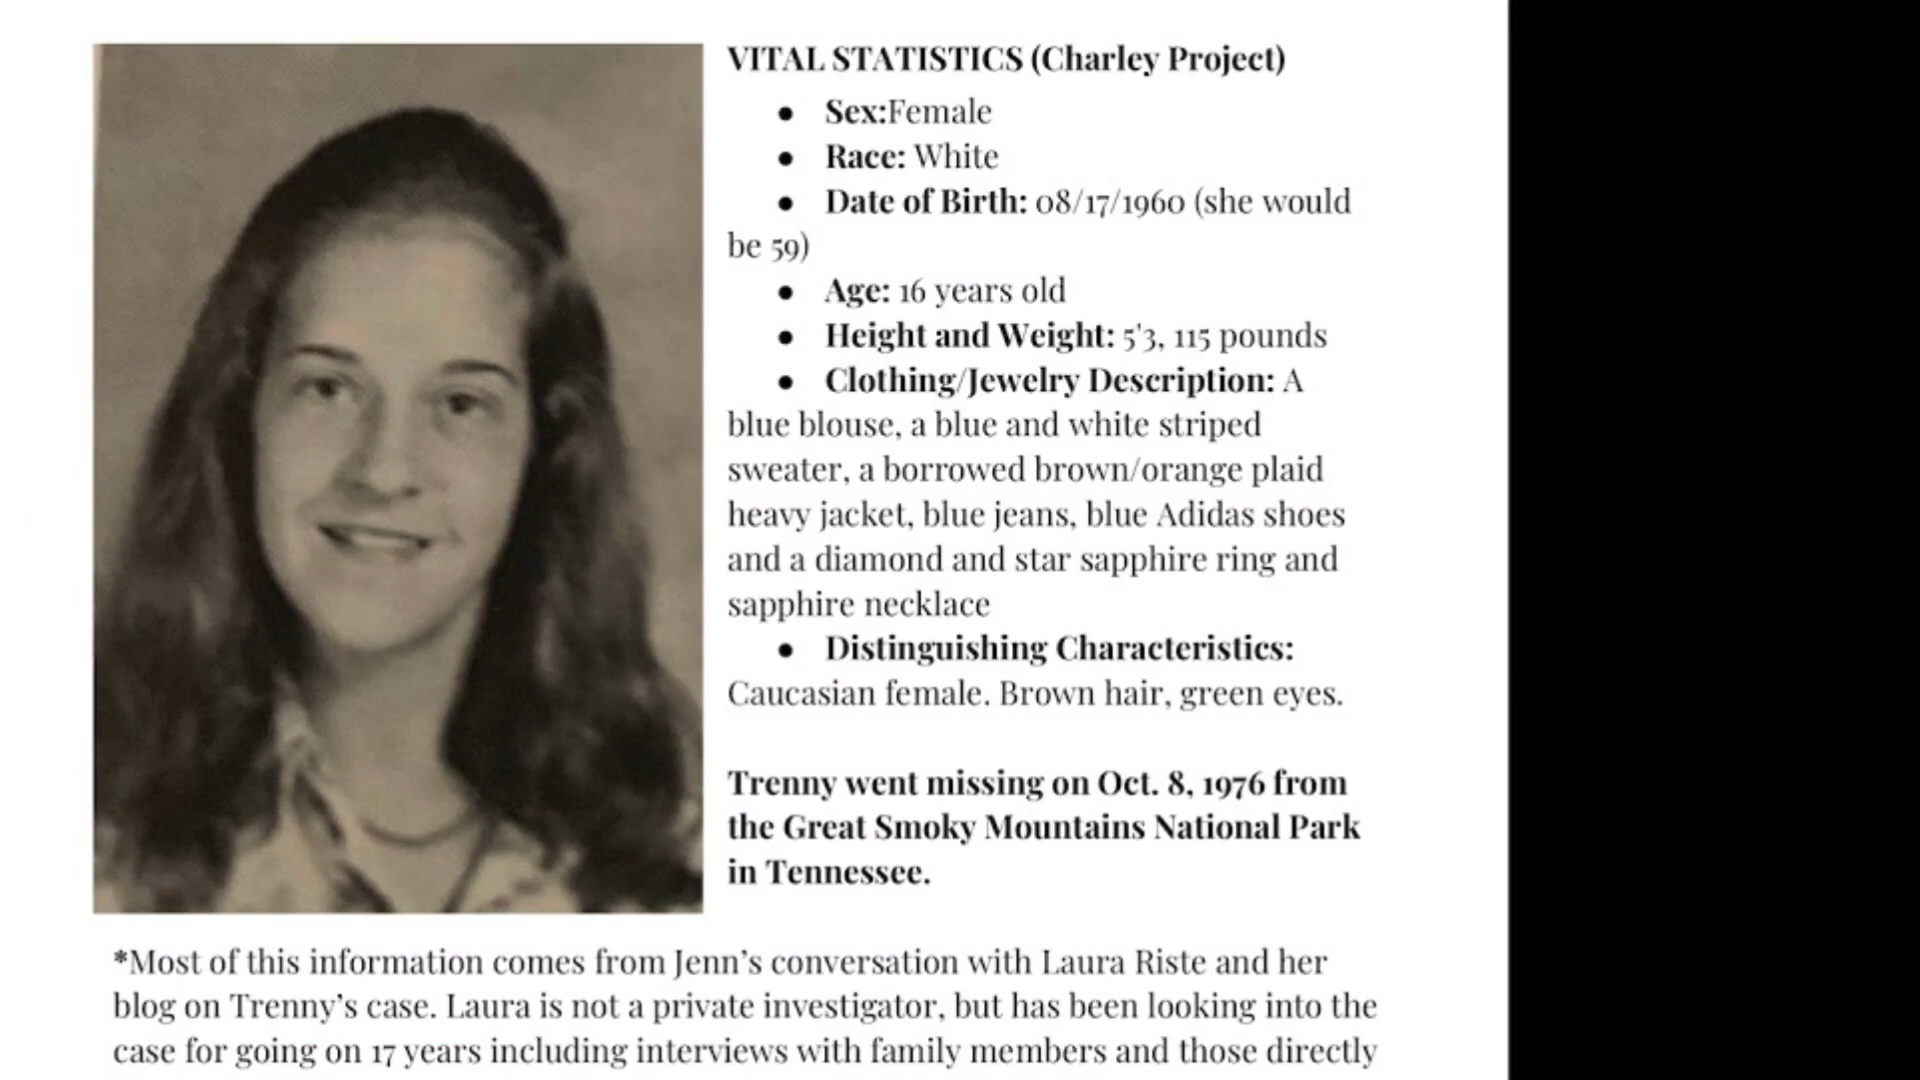 VITAL STATISTICS (Charley Project)
● Sex:Female
● Race: White
● Date of Birth: 08/17/1960 (she would
be 59)
● Age: 16 years old
● Height and Weight: 5'3, 115 pounds
● Clothing/Jewelry Description: A
blue blouse, a blue and white striped
sweater, a borrowed brown/orange plaid
heavy jacket, blue jeans, blue Adidas shoes
and a diamond and star sapphire ring and
sapphire necklace
● Distinguishing Characteristics:
Caucasian female. Brown hair, green eyes.
Trenny went missing on Oct. 8, 1976 from
the Great Smoky Mountains National Park
in Tennessee.
*Most of this information comes from Jenn’s conversation with Laura Riste and her
blog on Trenny’s case. Laura is not a private investigator, but has been looking into the
case for going on 17 years including interviews with family members and those directly